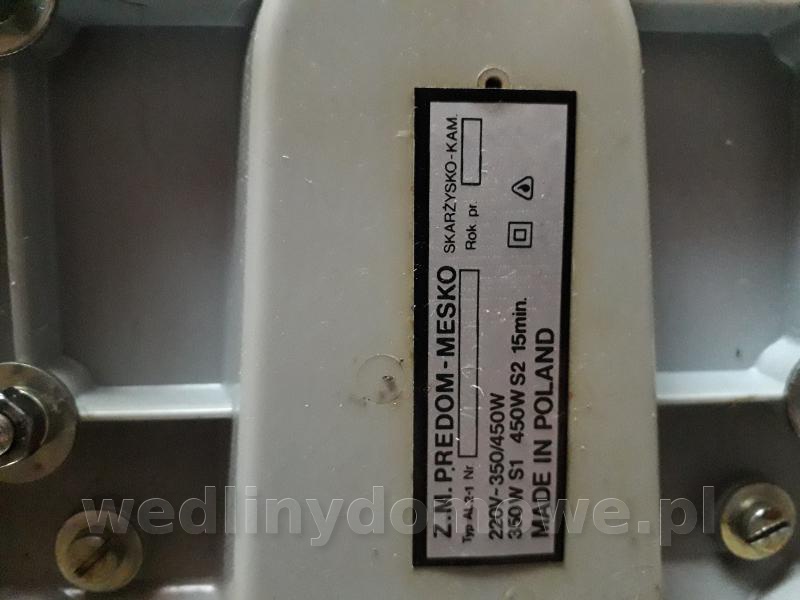 Z.M. PREDOM-MESKO SKARŻYSKO-KAM.
Typ AL.2-1 Nr Rok pr.
220V~350/450W
350W S1 450W S2 15min.
MADE IN POLAND
wedlinydomowe.pl